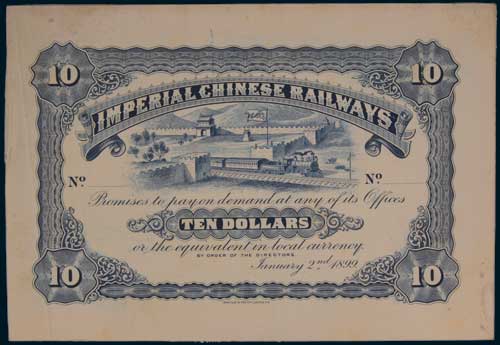 10 10
IMPERIAL CHINESE RAILWAYS
Nº Nº
Promises to pay on demand at any of its Offices
TEN DOLLARS
or the equivalent in local currency.
BY ORDER OF THE DIRECTORS.
January 2nd 1899
10 10